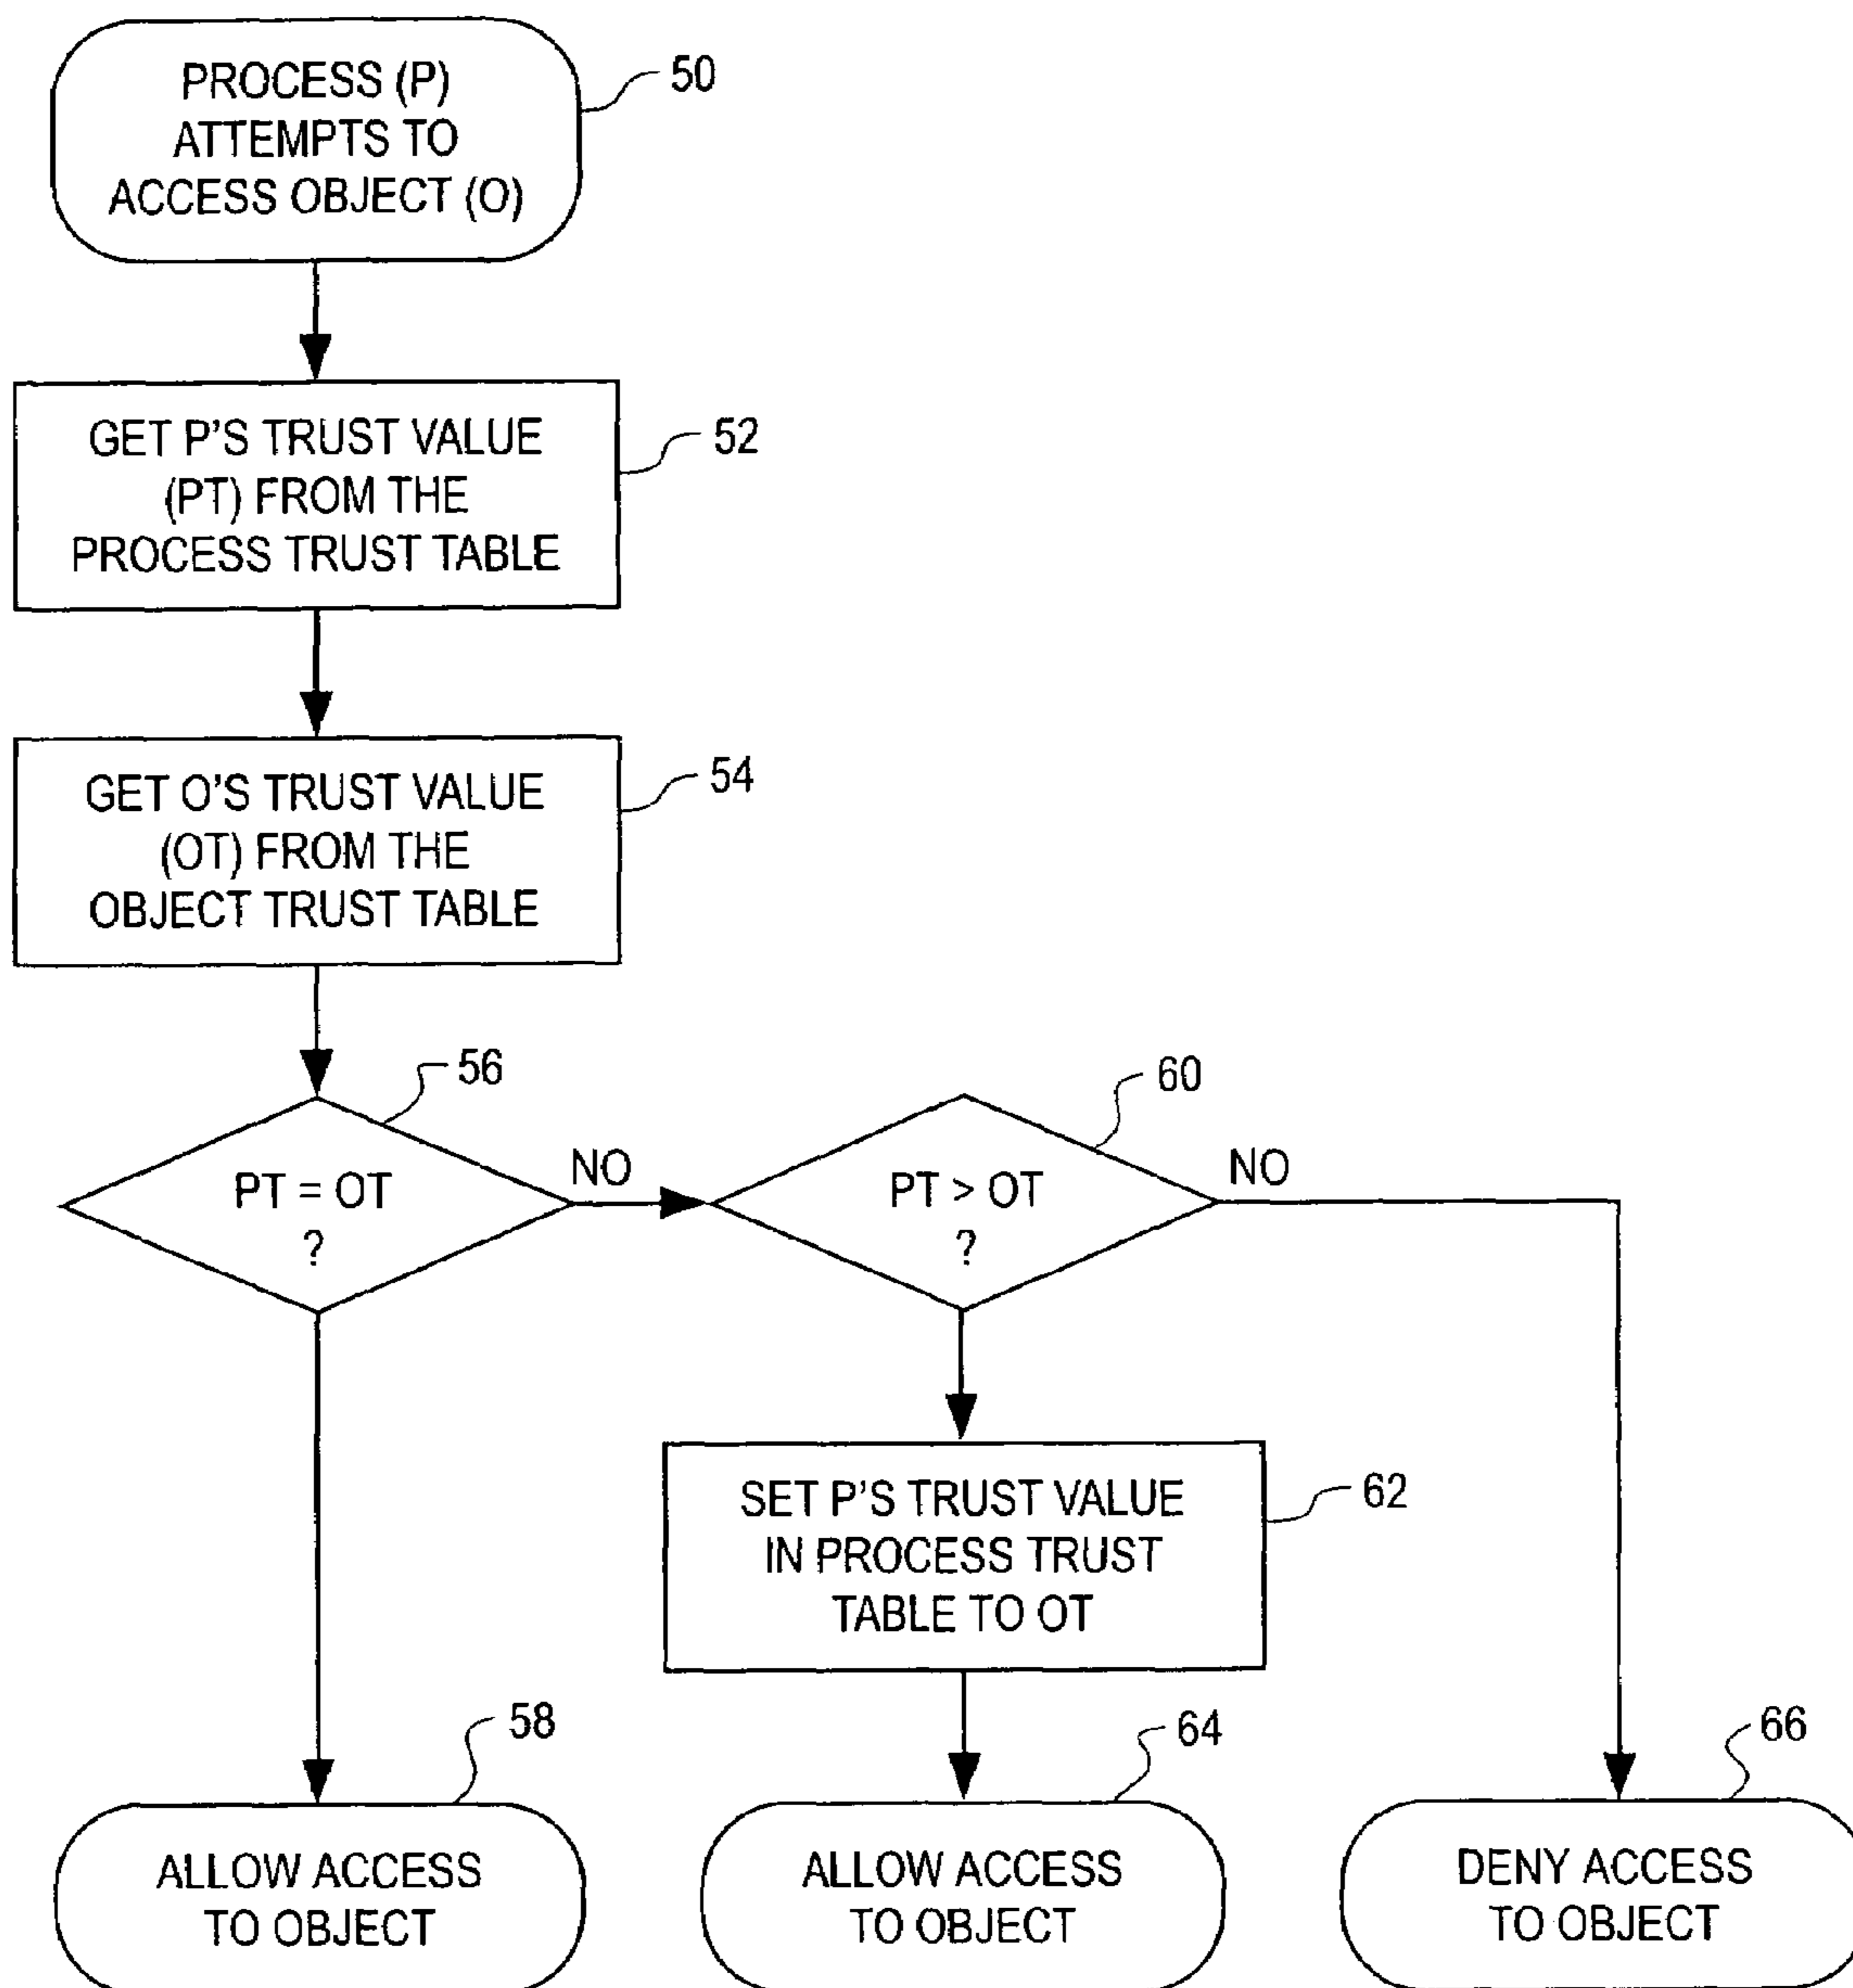 PROCESS (P)
ATTEMPTS TO
ACCESS OBJECT (O)
50
GET P'S TRUST VALUE
(PT) FROM THE
PROCESS TRUST TABLE
52
GET O'S TRUST VALUE
(OT) FROM THE
OBJECT TRUST TABLE
54
56
PT = OT
?
NO
60
PT > OT
?
NO
SET P'S TRUST VALUE
IN PROCESS TRUST
TABLE TO OT
62
58
ALLOW ACCESS
TO OBJECT
64
ALLOW ACCESS
TO OBJECT
66
DENY ACCESS
TO OBJECT